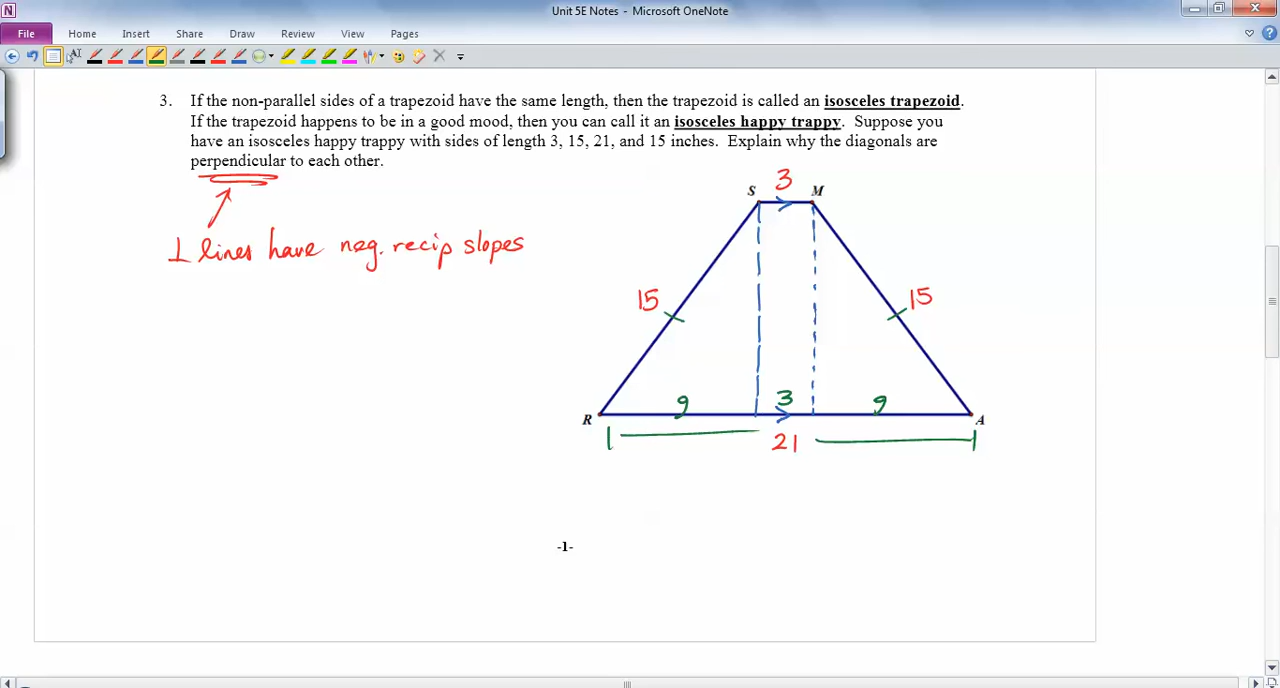 Unit 5E Notes - Microsoft OneNote
File Home Insert Share Draw Review View Pages
3. If the non-parallel sides of a trapezoid have the same length, then the trapezoid is called an isosceles trapezoid.
If the trapezoid happens to be in a good mood, then you can call it an isosceles happy trappy. Suppose you
have an isosceles happy trappy with sides of length 3, 15, 21, and 15 inches. Explain why the diagonals are
perpendicular to each other.
S 3 M
⊥ lines have neg. recip slopes
15 15
9 3 9
R A
21
-1-